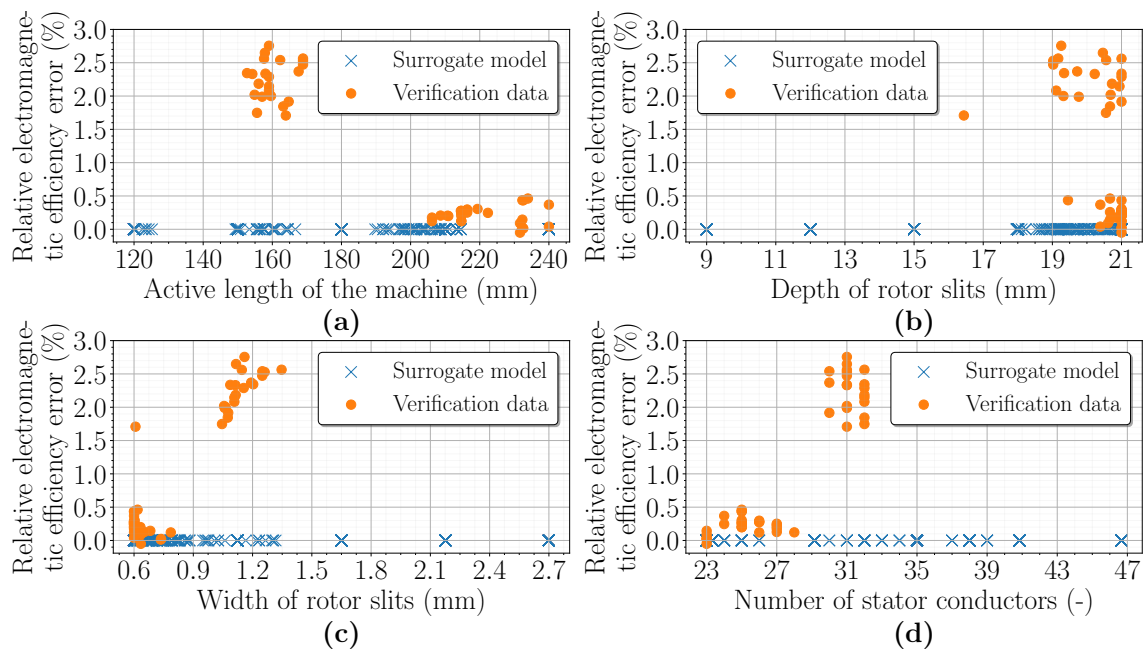 Relative electromagne-
tic efficiency error (%)
3.0
2.5
2.0
1.5
1.0
0.5
0.0
Surrogate model
Verification data
120 140 160 180 200 220 240
Active length of the machine (mm)
(a)
Relative electromagne-
tic efficiency error (%)
3.0
2.5
2.0
1.5
1.0
0.5
0.0
Surrogate model
Verification data
9 11 13 15 17 19 21
Depth of rotor slits (mm)
(b)
Relative electromagne-
tic efficiency error (%)
3.0
2.5
2.0
1.5
1.0
0.5
0.0
Surrogate model
Verification data
0.6 0.9 1.2 1.5 1.8 2.1 2.4 2.7
Width of rotor slits (mm)
(c)
Relative electromagne-
tic efficiency error (%)
3.0
2.5
2.0
1.5
1.0
0.5
0.0
Surrogate model
Verification data
23 27 31 35 39 43 47
Number of stator conductors (-)
(d)